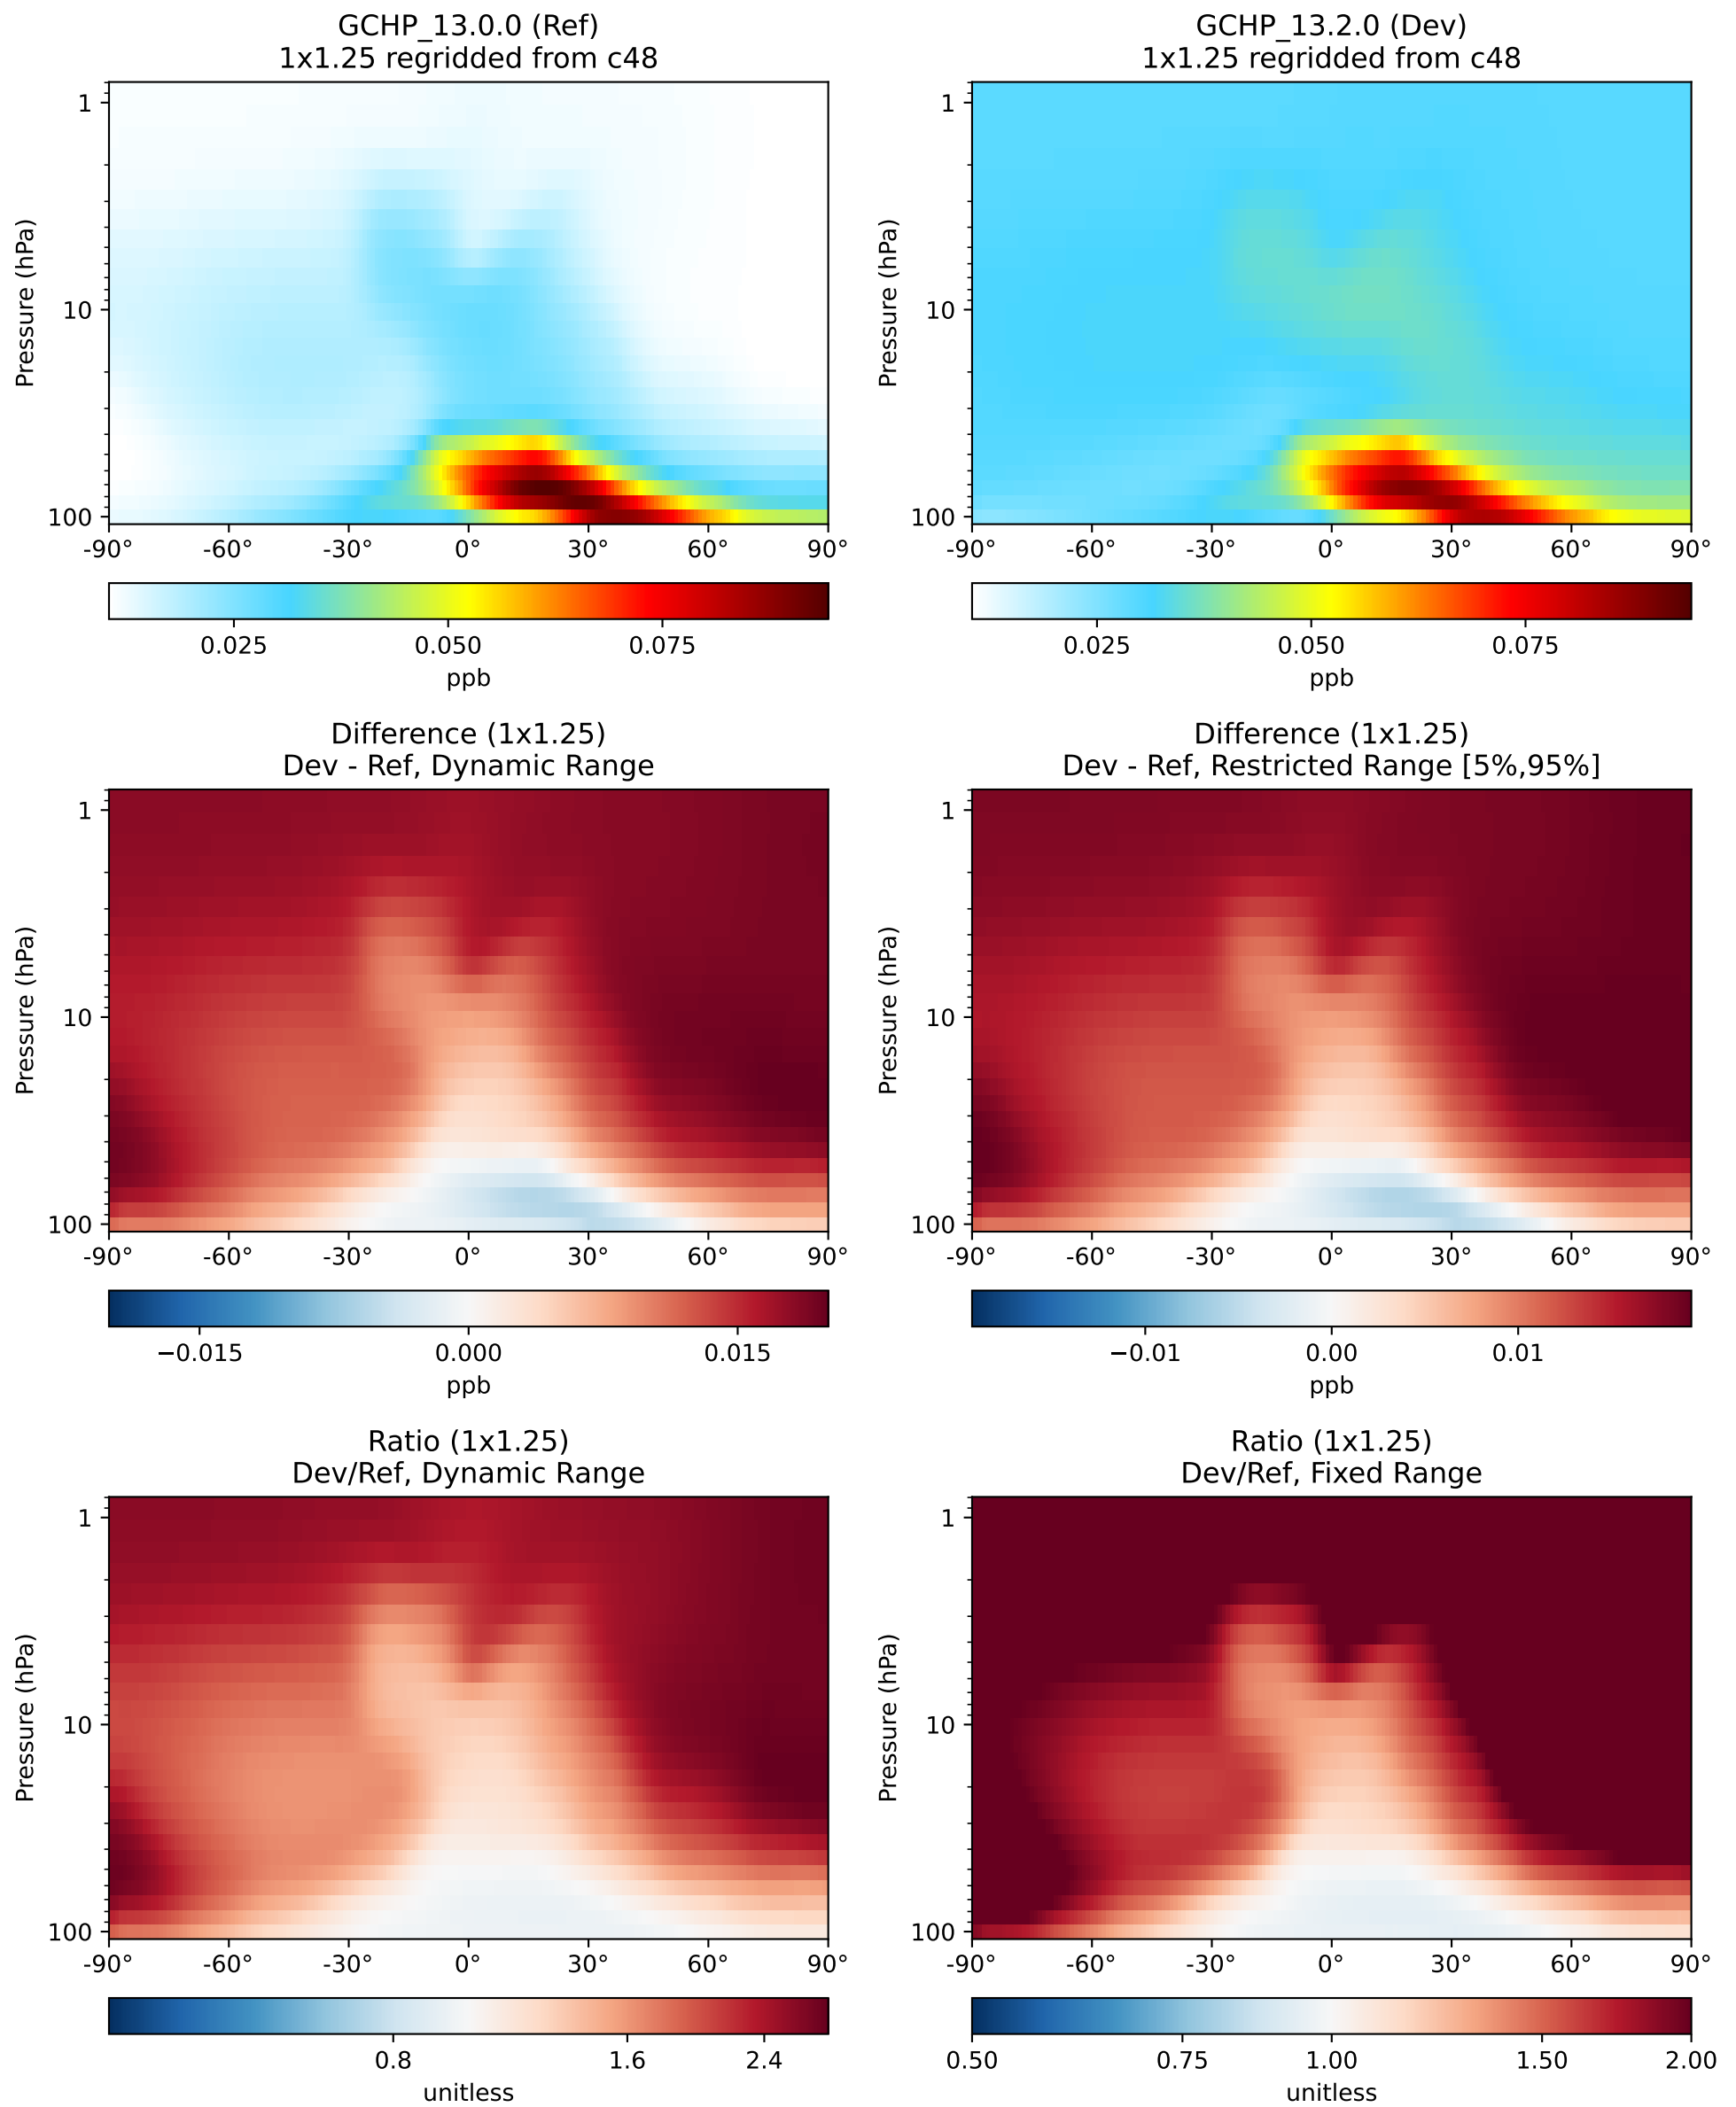 GCHP_13.0.0 (Ref)
1x1.25 regridded from c48
Pressure (hPa)
1
10
100
-90° -60° -30° 0° 30° 60° 90°
0.025 0.050 0.075
ppb
GCHP_13.2.0 (Dev)
1x1.25 regridded from c48
Pressure (hPa)
1
10
100
-90° -60° -30° 0° 30° 60° 90°
0.025 0.050 0.075
ppb
Difference (1x1.25)
Dev - Ref, Dynamic Range
Pressure (hPa)
1
10
100
-90° -60° -30° 0° 30° 60° 90°
−0.015 0.000 0.015
ppb
Difference (1x1.25)
Dev - Ref, Restricted Range [5%,95%]
Pressure (hPa)
1
10
100
-90° -60° -30° 0° 30° 60° 90°
−0.01 0.00 0.01
ppb
Ratio (1x1.25)
Dev/Ref, Dynamic Range
Pressure (hPa)
1
10
100
-90° -60° -30° 0° 30° 60° 90°
0.8 1.6 2.4
unitless
Ratio (1x1.25)
Dev/Ref, Fixed Range
Pressure (hPa)
1
10
100
-90° -60° -30° 0° 30° 60° 90°
0.50 0.75 1.00 1.50 2.00
unitless